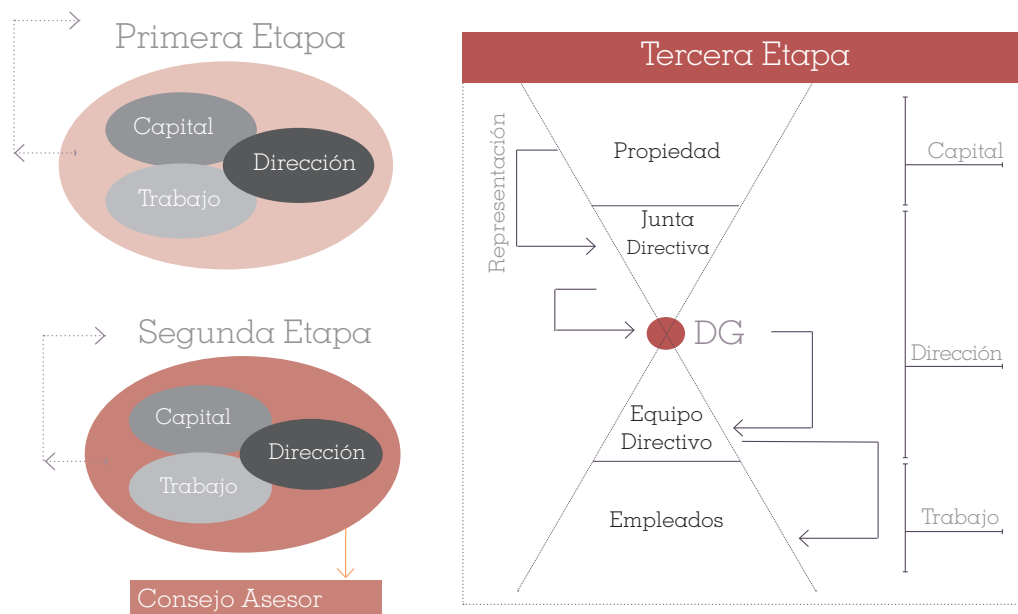 Primera Etapa
Capital
Dirección
Trabajo
Segunda Etapa
Capital
Dirección
Trabajo
Consejo Asesor
Tercera Etapa
Representación
Propiedad
Junta
Directiva
DG
Equipo
Directivo
Empleados
Capital
Dirección
Trabajo